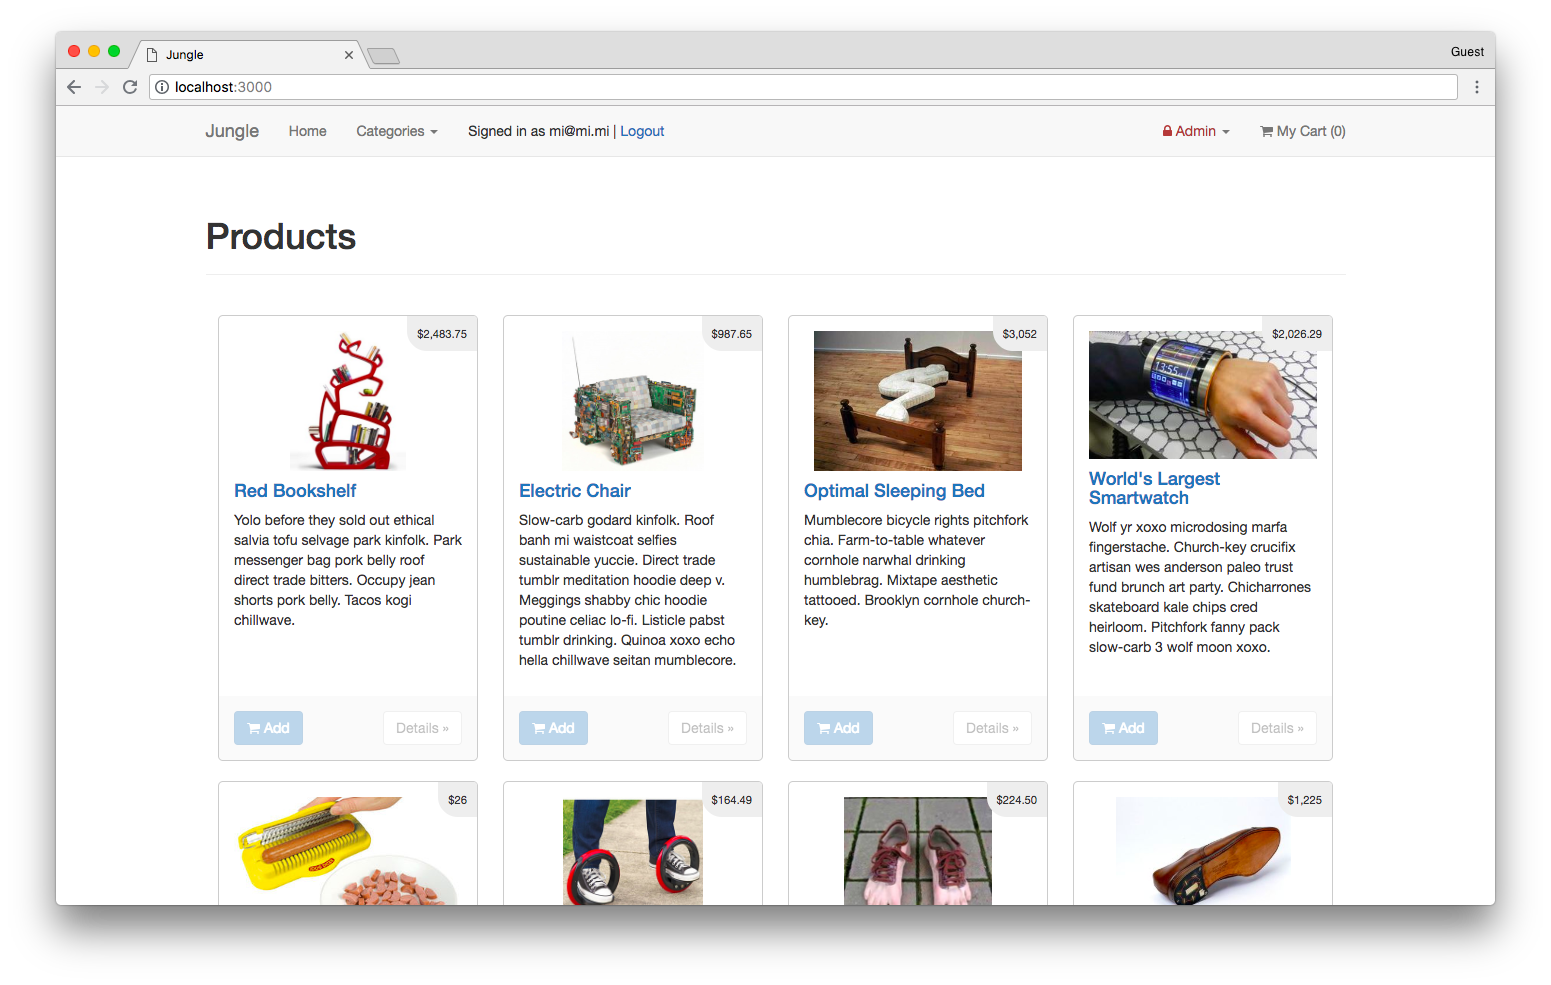 Jungle
Guest
localhost:3000
Jungle Home Categories Signed in as mi@mi.mi | Logout Admin My Cart (0)
Products
$2,483.75
Red Bookshelf
Yolo before they sold out ethical
salvia tofu selvage park kinfolk. Park
messenger bag pork belly roof
direct trade bitters. Occupy jean
shorts pork belly. Tacos kogi
chillwave.
Add Details »
$987.65
Electric Chair
Slow-carb godard kinfolk. Roof
banh mi waistcoat selfies
sustainable yuccie. Direct trade
tumblr meditation hoodie deep v.
Meggings shabby chic hoodie
poutine celiac lo-fi. Listicle pabst
tumblr drinking. Quinoa xoxo echo
hella chillwave seitan mumblecore.
Add Details »
$3,052
Optimal Sleeping Bed
Mumblecore bicycle rights pitchfork
chia. Farm-to-table whatever
cornhole narwhal drinking
humblebrag. Mixtape aesthetic
tattooed. Brooklyn cornhole church-
key.
Add Details »
$2,026.29
13:55
World's Largest
Smartwatch
Wolf yr xoxo microdosing marfa
fingerstache. Church-key crucifix
artisan wes anderson paleo trust
fund brunch art party. Chicharrones
skateboard kale chips cred
heirloom. Pitchfork fanny pack
slow-carb 3 wolf moon xoxo.
Add Details »
$26
$164.49
$224.50
$1,225